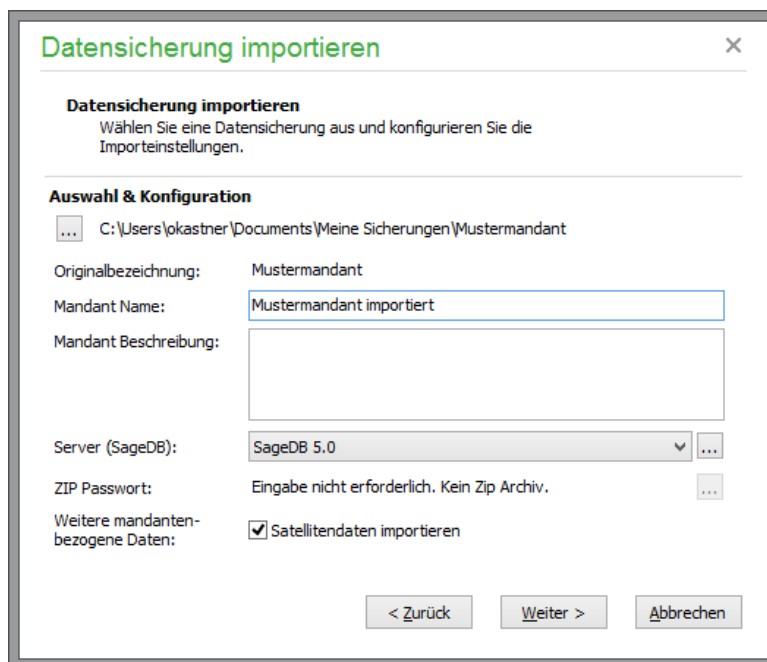 Datensicherung importieren
Datensicherung importieren
Wählen Sie eine Datensicherung aus und konfigurieren Sie die
Importeinstellungen.
Auswahl & Konfiguration
... C:\Users\okastner\Documents\Meine Sicherungen\Mustermandant
Originalbezeichnung: Mustermandant
Mandant Name: Mustermandant importiert
Mandant Beschreibung:
Server (SageDB): SageDB 5.0 ...
ZIP Passwort: Eingabe nicht erforderlich. Kein Zip Archiv. ...
Weitere mandanten-
bezogene Daten: Satellitendaten importieren
< Zurück Weiter > Abbrechen